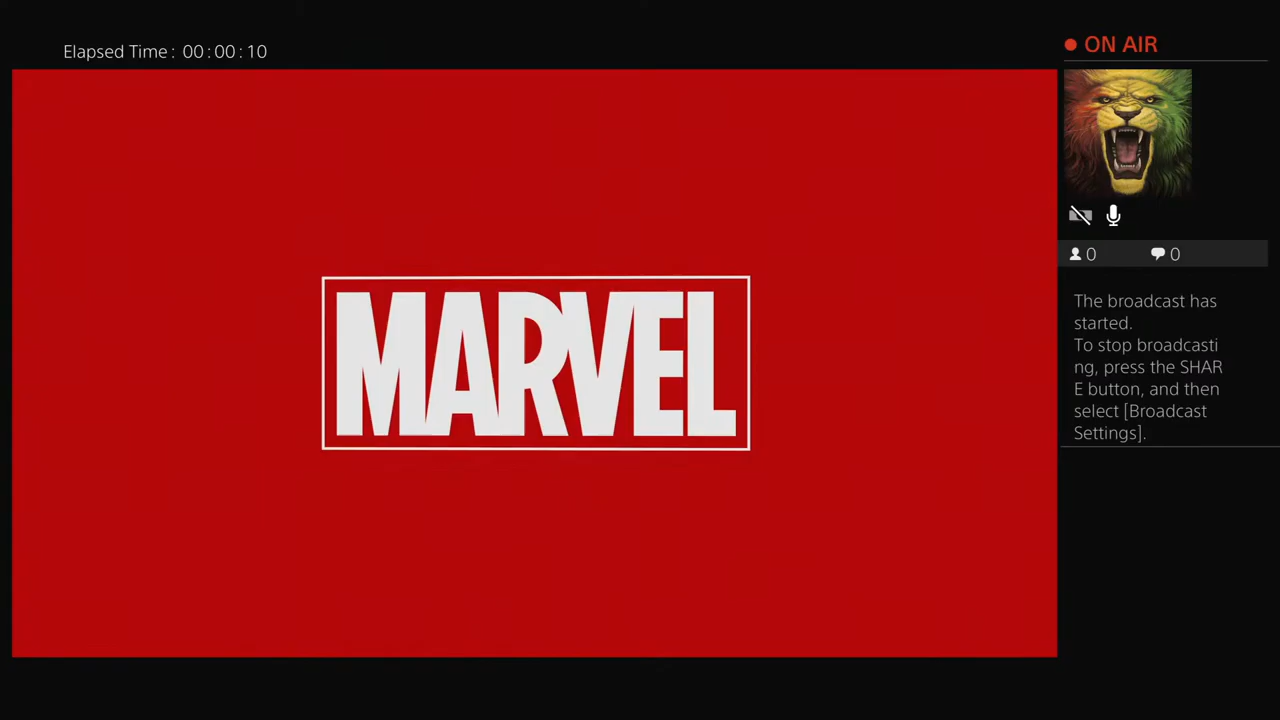 Elapsed Time : 00:00:10
ON AIR
MARVEL
0
0
The broadcast has
started.
To stop broadcasti
ng, press the SHAR
E button, and then
select [Broadcast
Settings].